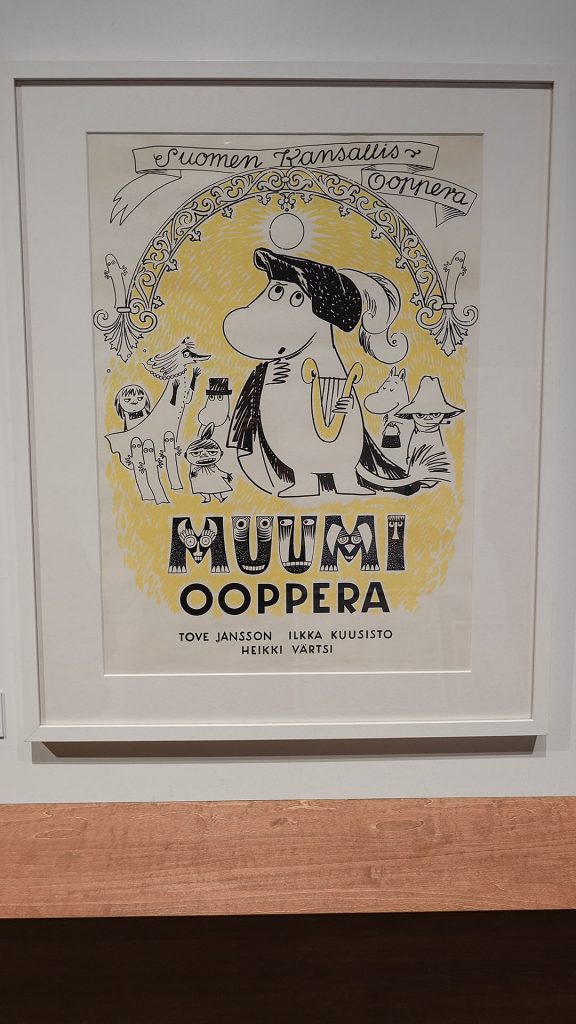 Suomen Kansallis-
Ooppera
MUUMI
OOPPERA
TOVE JANSSON ILKKA KUUSISTO
HEIKKI VÄRTSI